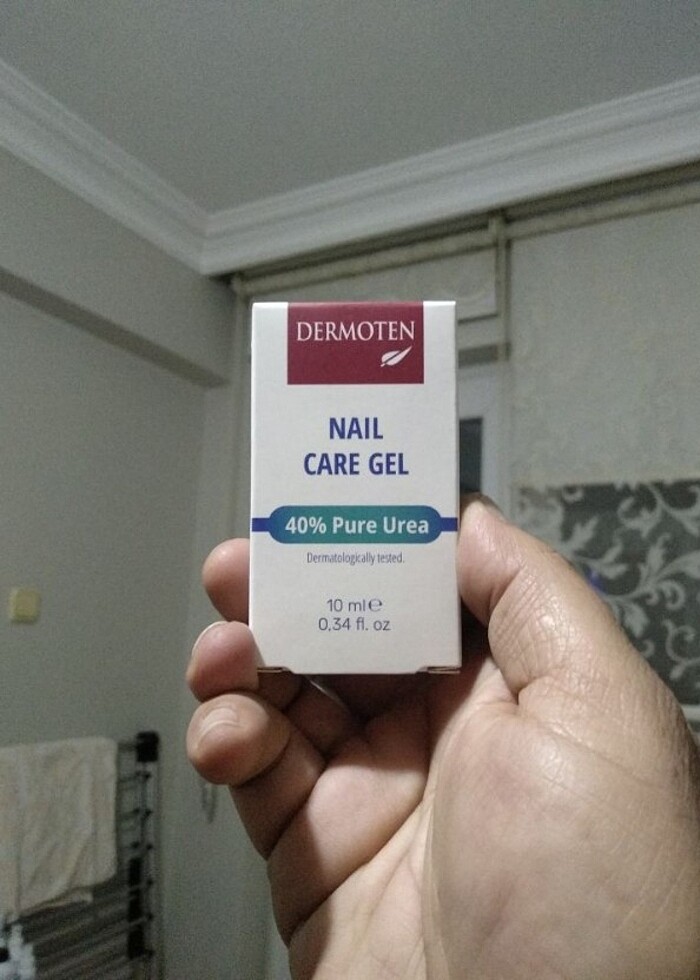 DERMOTEN
NAIL
CARE GEL
40% Pure Urea
Dermatologically tested.
10 ml℮
0,34 fl. oz